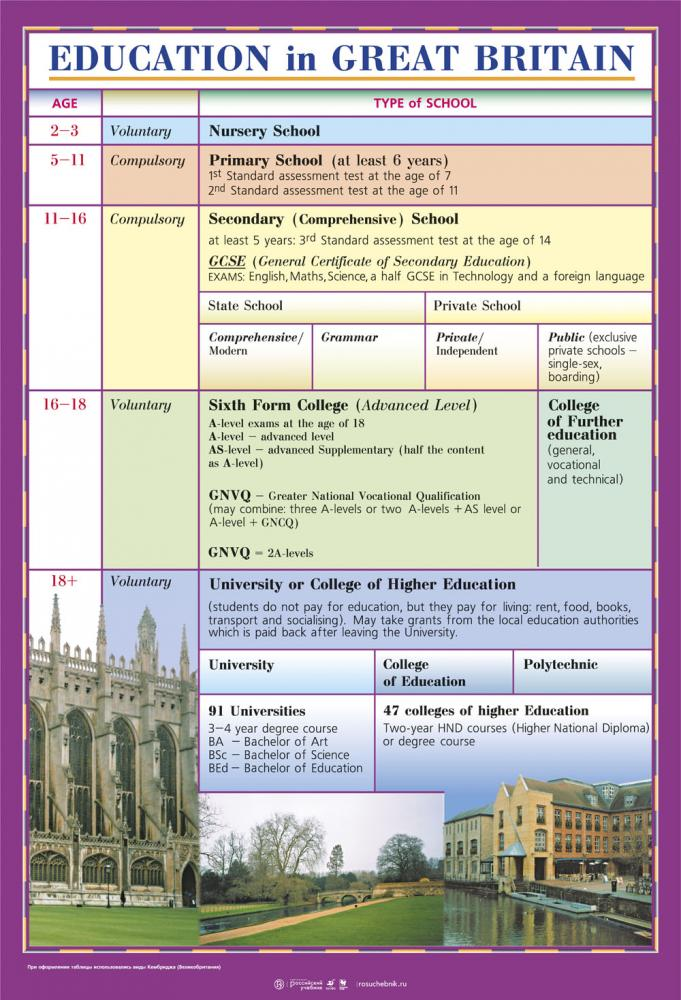 EDUCATION in GREAT BRITAIN
AGE
TYPE of SCHOOL
2–3
Voluntary
Nursery School
5–11
Compulsory
Primary School (at least 6 years)
1st Standard assessment test at the age of 7
2nd Standard assessment test at the age of 11
11–16
Compulsory
Secondary (Comprehensive) School
at least 5 years: 3rd Standard assessment test at the age of 14
GCSE (General Certificate of Secondary Education)
EXAMS: English, Maths, Science, a half GCSE in Technology and a foreign language
State School
Private School
Comprehensive/
Modern
Grammar
Private/
Independent
Public (exclusive
private schools –
single-sex,
boarding)
16–18
Voluntary
Sixth Form College (Advanced Level)
A-level exams at the age of 18
A-level – advanced level
AS-level – advanced Supplementary (half the content
as A-level)
GNVQ – Greater National Vocational Qualification
(may combine: three A-levels or two A-levels + AS level or
A-level + GNCQ)
GNVQ = 2A-levels
College
of Further
education
(general,
vocational
and technical)
18+
Voluntary
University or College of Higher Education
(students do not pay for education, but they pay for living: rent, food, books,
transport and socialising). May take grants from the local education authorities
which is paid back after leaving the University.
University
College
of Education
Polytechnic
91 Universities
3–4 year degree course
BA – Bachelor of Art
BSc – Bachelor of Science
BEd – Bachelor of Education
47 colleges of higher Education
Two-year HND courses (Higher National Diploma)
or degree course
При оформлении таблицы использовались виды Кембриджа (Великобритания)
российский
учебник
rosuchebnik.ru